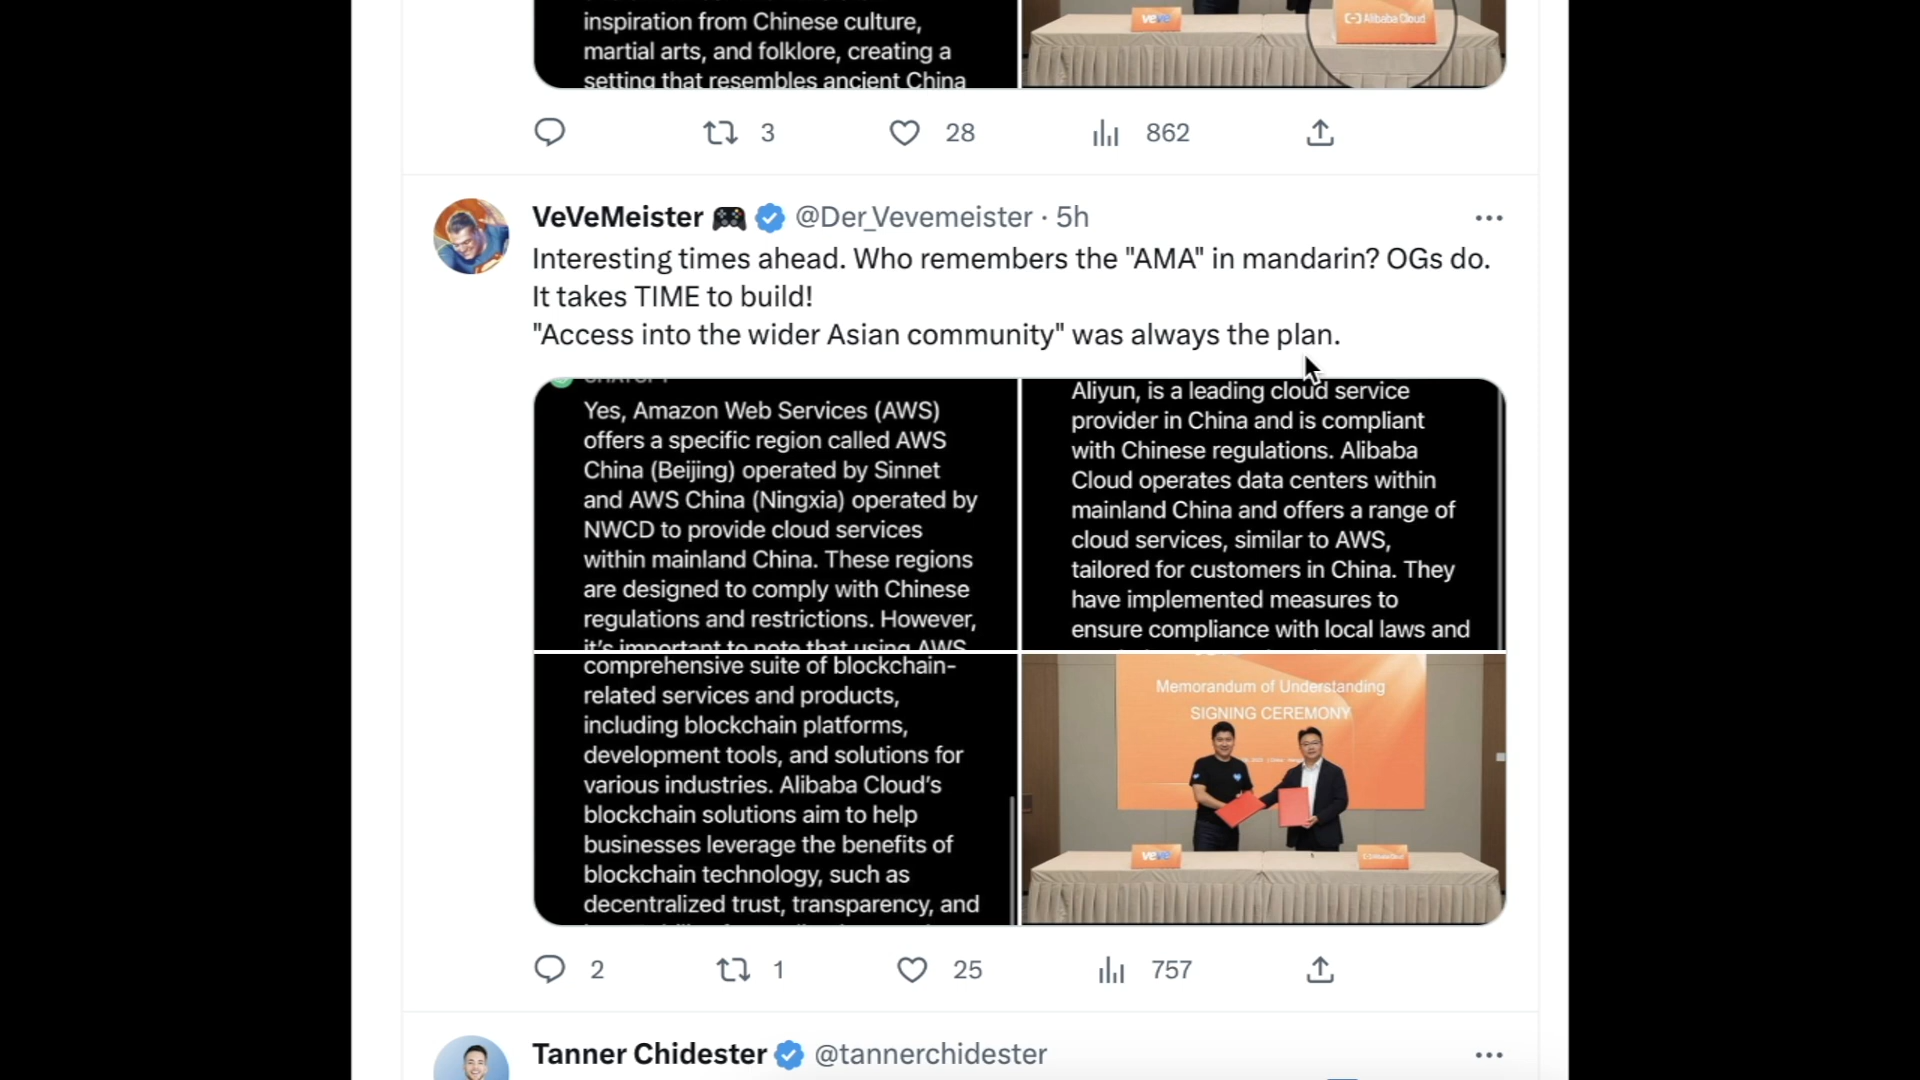 inspiration from Chinese culture,
martial arts, and folklore, creating a
setting that resembles ancient China
veve
Alibaba Cloud
3
28
862
VeVeMeister 🎮 @Der_Vevemeister · 5h
Interesting times ahead. Who remembers the "AMA" in mandarin? OGs do.
It takes TIME to build!
"Access into the wider Asian community" was always the plan.
Yes, Amazon Web Services (AWS)
offers a specific region called AWS
China (Beijing) operated by Sinnet
and AWS China (Ningxia) operated by
NWCD to provide cloud services
within mainland China. These regions
are designed to comply with Chinese
regulations and restrictions. However,
it's important to note that using AWS
Aliyun, is a leading cloud service
provider in China and is compliant
with Chinese regulations. Alibaba
Cloud operates data centers within
mainland China and offers a range of
cloud services, similar to AWS,
tailored for customers in China. They
have implemented measures to
ensure compliance with local laws and
comprehensive suite of blockchain-
related services and products,
including blockchain platforms,
development tools, and solutions for
various industries. Alibaba Cloud's
blockchain solutions aim to help
businesses leverage the benefits of
blockchain technology, such as
decentralized trust, transparency, and
Memorandum of Understanding
SIGNING CEREMONY
veve
Alibaba Cloud
2
1
25
757
Tanner Chidester @tannerchidester